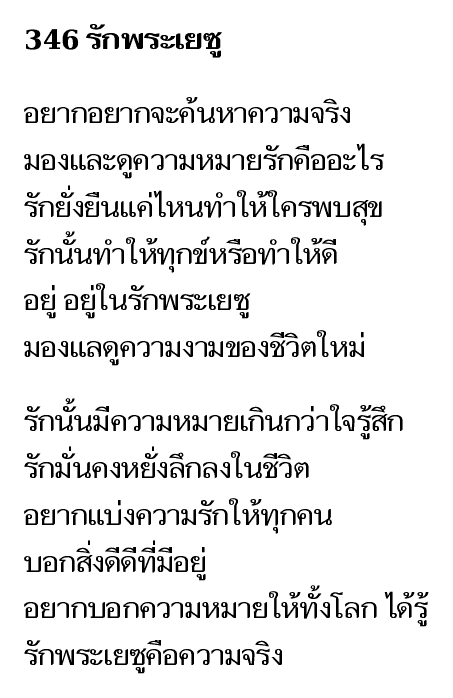 346 รักพระเยซู
อยากอยากจะค้นหาความจริง
มองและดูความหมายรักคืออะไร
รักยั่งยืนแค่ไหนทำให้ใครพบสุข
รักนั้นทำให้ทุกข์หรือทำให้ดี
อยู่ อยู่ในรักพระเยซู
มองแลดูความงามของชีวิตใหม่
รักนั้นมีความหมายเกินกว่าใจรู้สึก
รักมั่นคงหยั่งลึกลงในชีวิต
อยากแบ่งความรักให้ทุกคน
บอกสิ่งดีดีที่มีอยู่
อยากบอกความหมายให้ทั้งโลก ได้รู้
รักพระเยซูคือความจริง